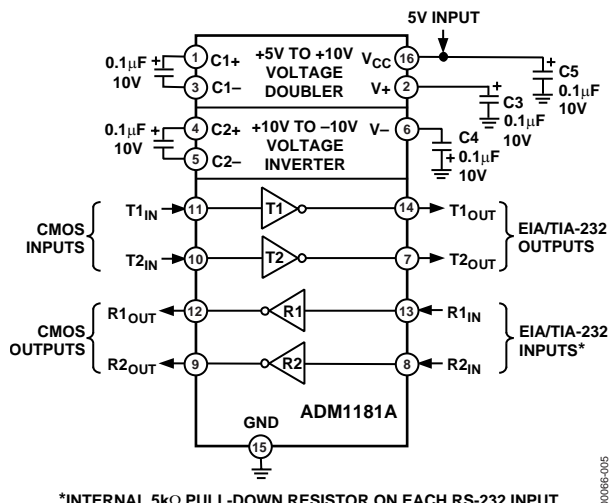 5V INPUT
0.1µF
10V
+
1
C1+
3
C1–
+5V TO +10V
VOLTAGE
DOUBLER
VCC
16
V+
2
+
C5
0.1µF
10V
+
C3
0.1µF
10V
0.1µF
10V
+
4
C2+
5
C2–
+10V TO –10V
VOLTAGE
INVERTER
V–
6
C4
+
0.1µF
10V
CMOS
INPUTS
T1IN
11
T1
14
T1OUT
T2IN
10
T2
7
T2OUT
EIA/TIA-232
OUTPUTS
CMOS
OUTPUTS
R1OUT
12
R1
13
R1IN
R2OUT
9
R2
8
R2IN
EIA/TIA-232
INPUTS*
GND
ADM1181A
15
*INTERNAL 5kΩ PULL-DOWN RESISTOR ON EACH RS-232 INPUT